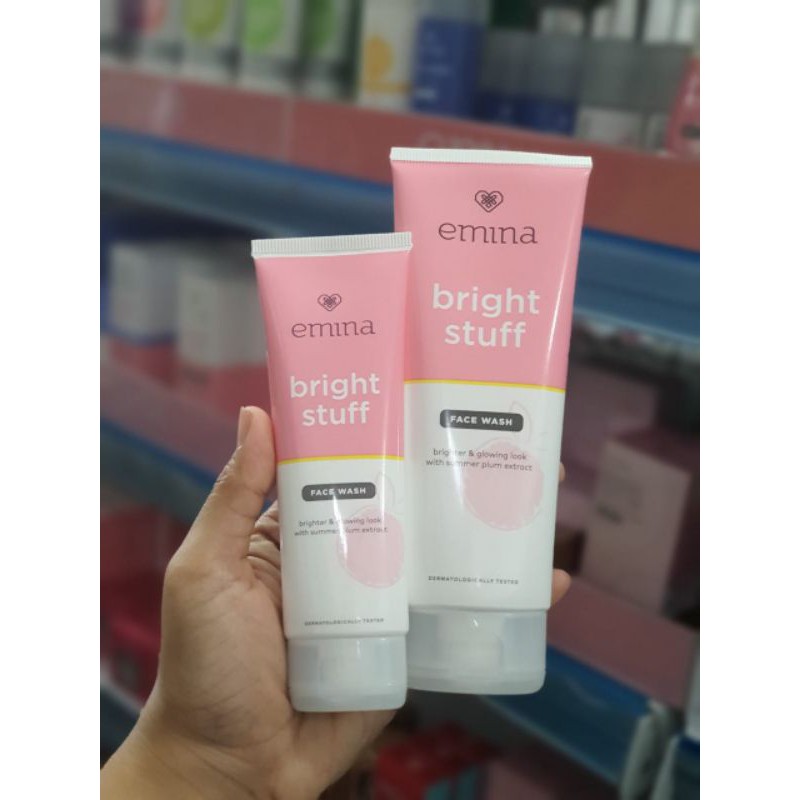 emina
bright
stuff
FACE WASH
brighter & glowing look
with summer plum extract
DERMATOLOGICALLY TESTED
emina
bright
stuff
FACE WASH
brighter & glowing look
with summer plum extract
DERMATOLOGICALLY TESTED